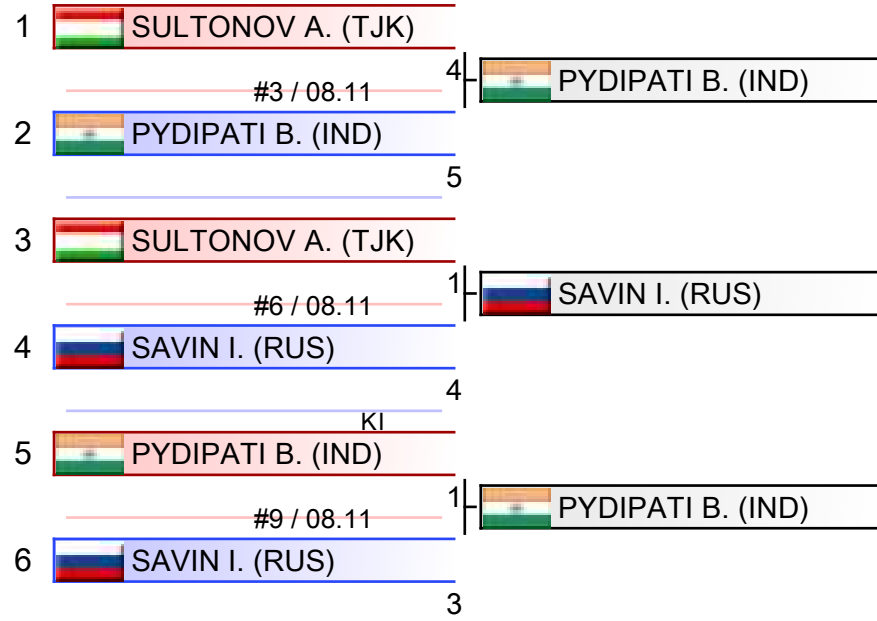 1 SULTONOV A. (TJK)
4 PYDIPATI B. (IND)
#3 / 08.11
2 PYDIPATI B. (IND)
5
3 SULTONOV A. (TJK)
1 SAVIN I. (RUS)
#6 / 08.11
4 SAVIN I. (RUS)
4
KI
5 PYDIPATI B. (IND)
1 PYDIPATI B. (IND)
#9 / 08.11
6 SAVIN I. (RUS)
3